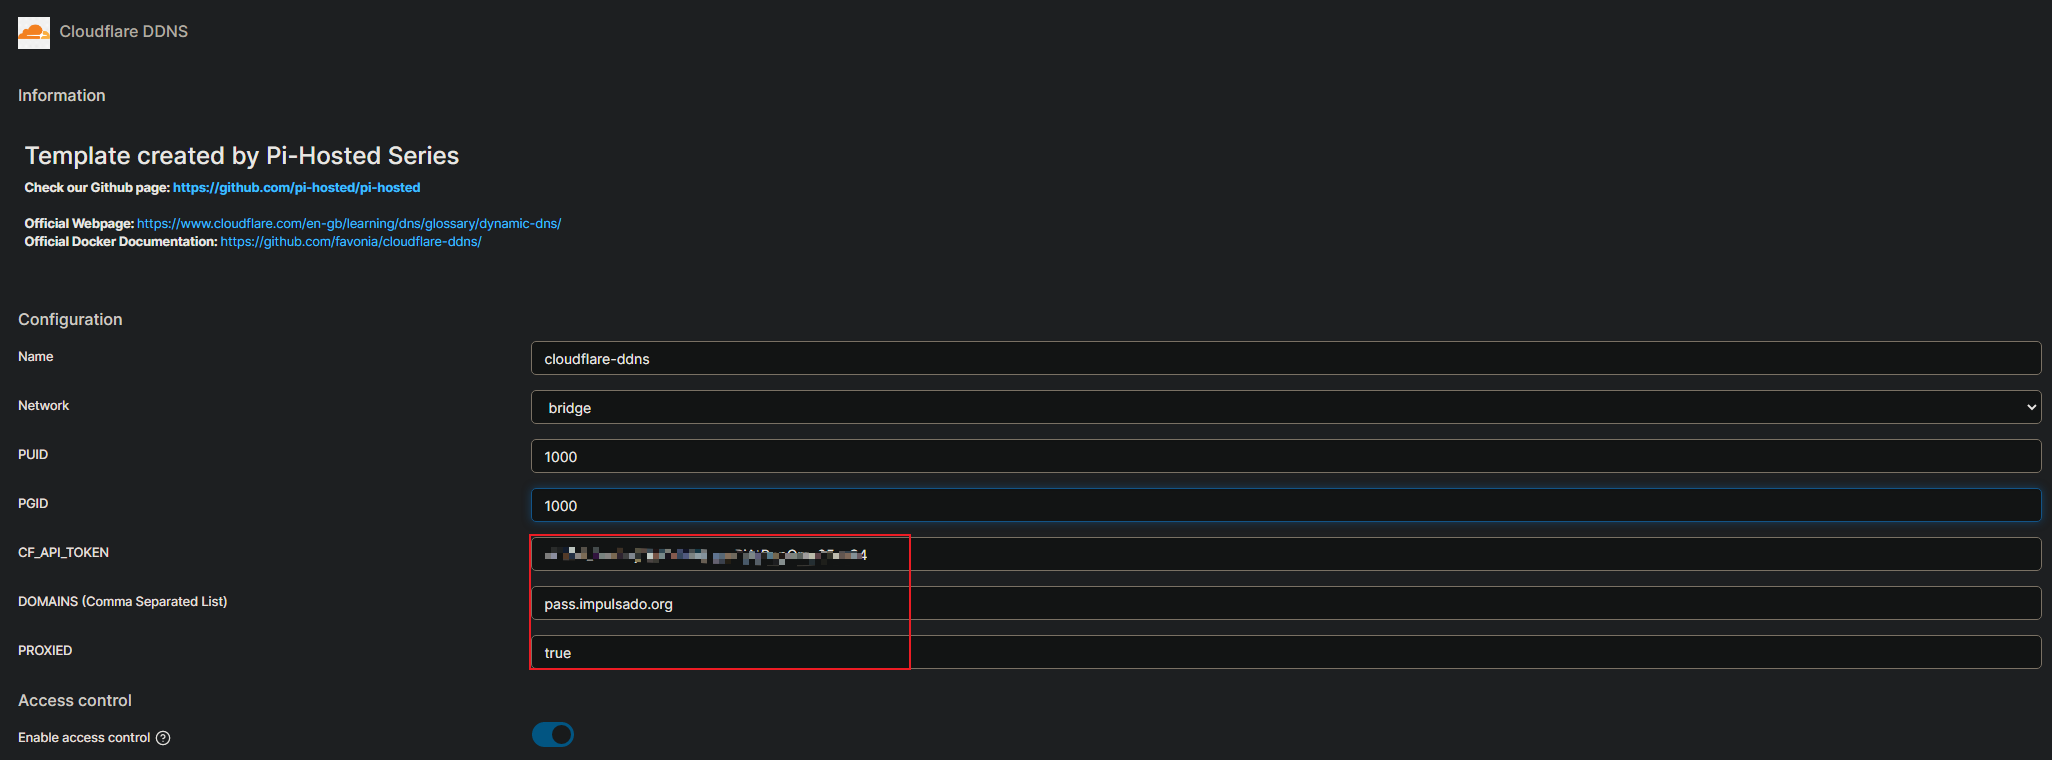 Cloudflare DDNS
Information
Template created by Pi-Hosted Series
Check our Github page: https://github.com/pi-hosted/pi-hosted
Official Webpage: https://www.cloudflare.com/en-gb/learning/dns/glossary/dynamic-dns/
Official Docker Documentation: https://github.com/favonia/cloudflare-ddns/
Configuration
Name
cloudflare-ddns
Network
bridge
PUID
1000
PGID
1000
CF_API_TOKEN
DOMAINS (Comma Separated List)
pass.impulsado.org
PROXIED
true
Access control
Enable access control ?